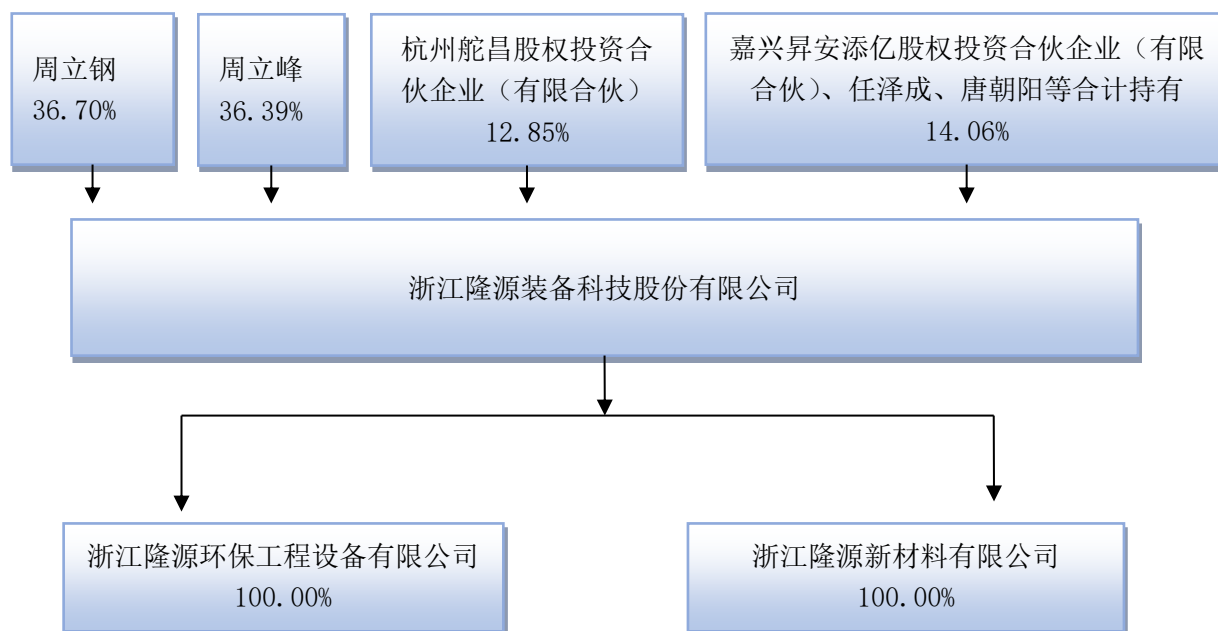 周立钢
36.70%
周立峰
36.39%
杭州舵昌股权投资合
伙企业（有限合伙）
12.85%
嘉兴昇安添亿股权投资合伙企业（有限
合伙）、任泽成、唐朝阳等合计持有
14.06%
浙江隆源装备科技股份有限公司
浙江隆源环保工程设备有限公司
100.00%
浙江隆源新材料有限公司
100.00%